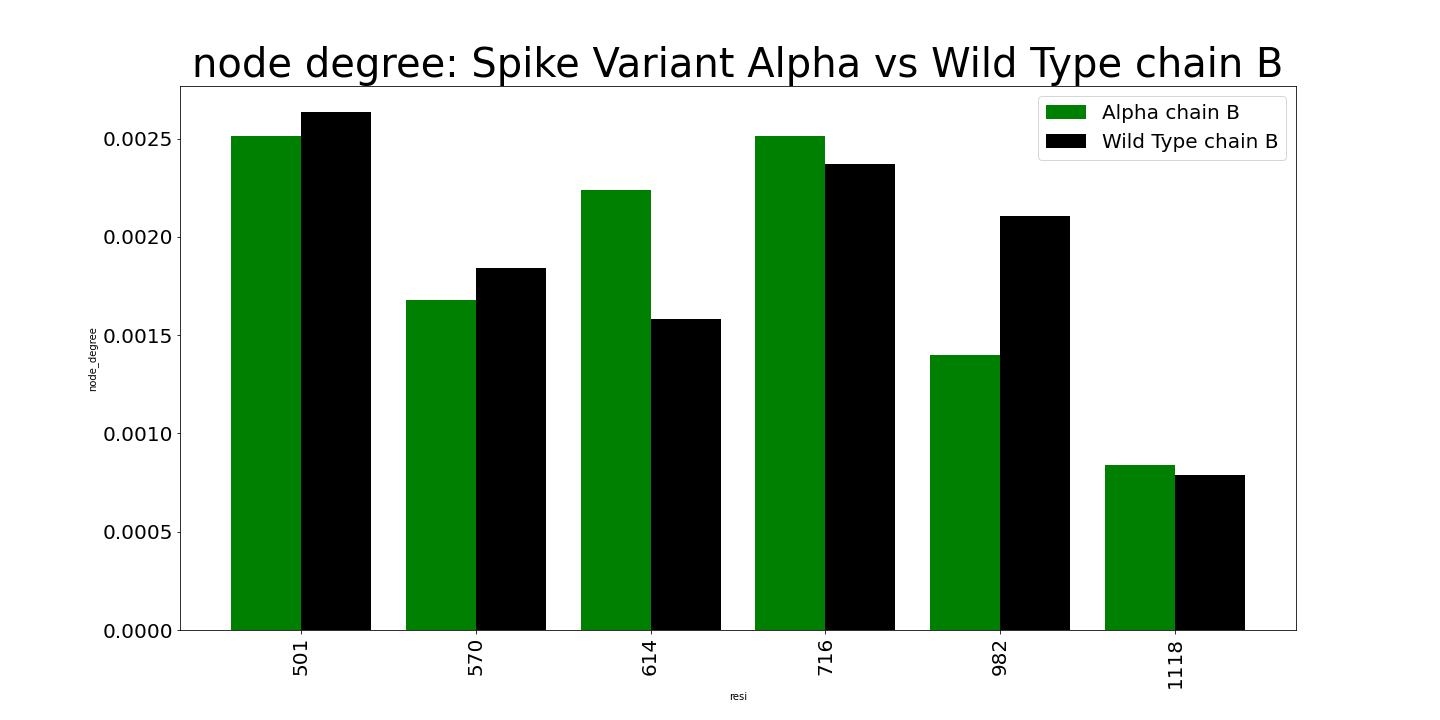 node degree: Spike Variant Alpha vs Wild Type chain B
Alpha chain B
Wild Type chain B
0.0025
0.0020
0.0015
0.0010
0.0005
0.0000
node_degree
501
570
614
716
982
1118
resi